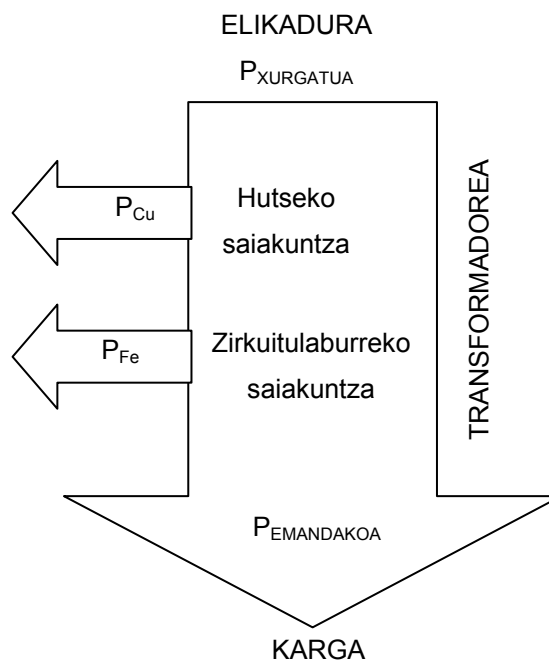 ELIKADURA
PXURGATUA
PCu
Hutseko
saiakuntza
PFe
Zirkuitulaburreko
saiakuntza
TRANSFORMADOREA
PEMANDAKOA
KARGA